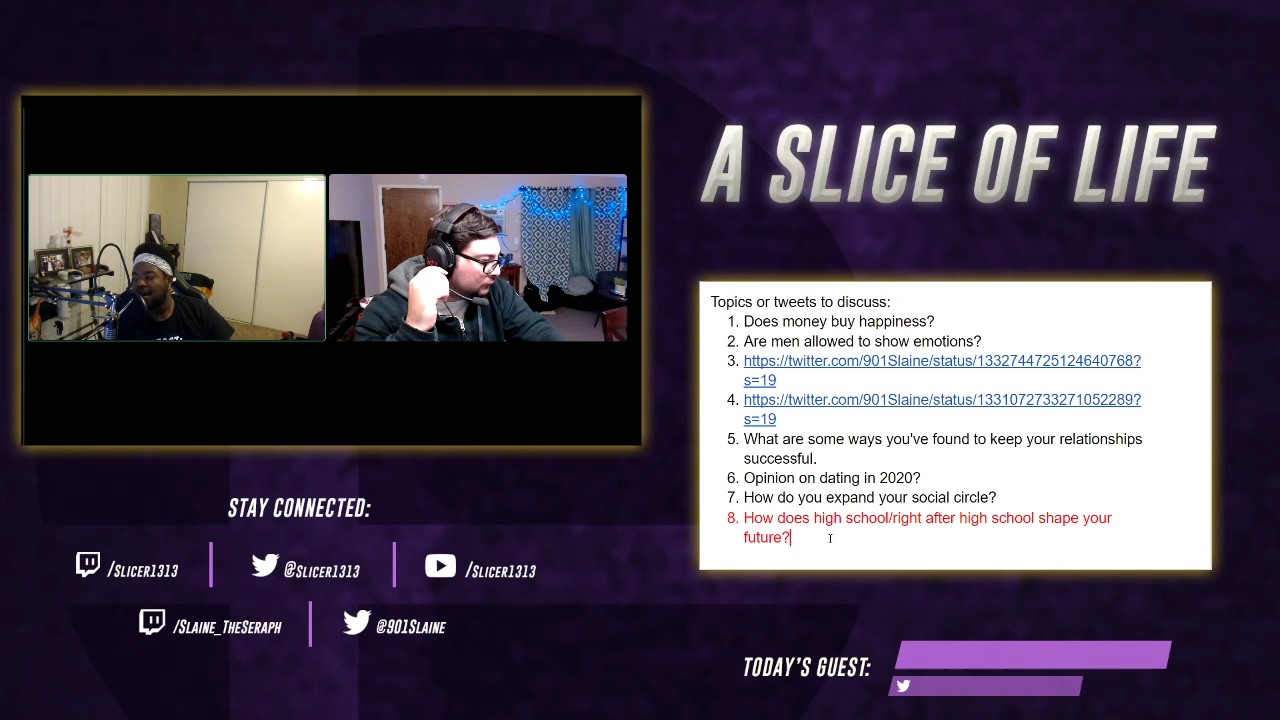 A SLICE OF LIFE
Topics or tweets to discuss:
1. Does money buy happiness?
2. Are men allowed to show emotions?
3. https://twitter.com/901Slaine/status/1332744725124640768?
s=19
4. https://twitter.com/901Slaine/status/1331072733271052289?
s=19
5. What are some ways you've found to keep your relationships
successful.
6. Opinion on dating in 2020?
7. How do you expand your social circle?
8. How does high school/right after high school shape your
future?
STAY CONNECTED:
/SLICER1313 @SLICER1313 /SLICER1313
/SLAINE_THESERAPH @901SLAINE
TODAY'S GUEST: